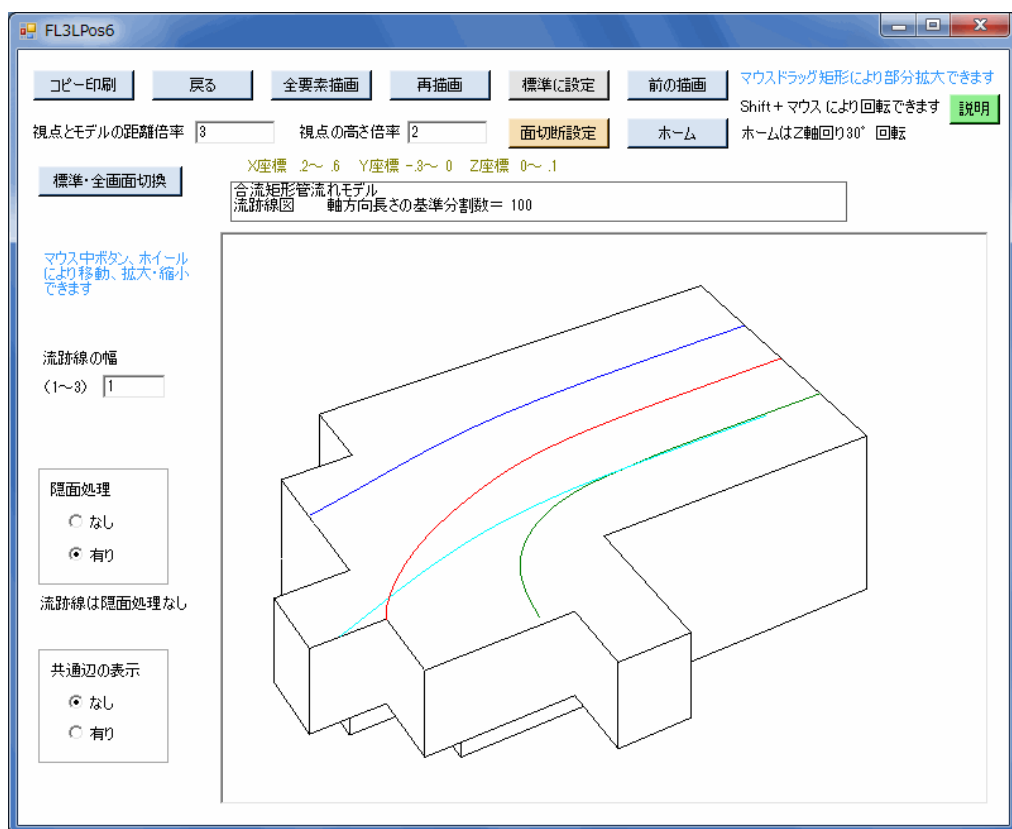 FL3LPos6
コピー印刷
戻る
全要素描画
再描画
標準に設定
前の描画
マウスドラッグ矩形により部分拡大できます
Shift+マウス により回転できます
説明
視点とモデルの距離倍率 3
視点の高さ倍率 2
面切断設定
ホーム
ホームはZ軸回り30° 回転
標準・全画面切換
X座標 .2～ .6 Y座標 -.3～ 0 Z座標 0～ .1
合流矩形管流れモデル
流跡線図 軸方向長さの基準分割数＝ 100
マウス中ボタン、ホイール
により移動、拡大・縮小
できます
流跡線の幅
(1～3) 1
隠面処理
なし
有り
流跡線は隠面処理なし
共通辺の表示
なし
有り